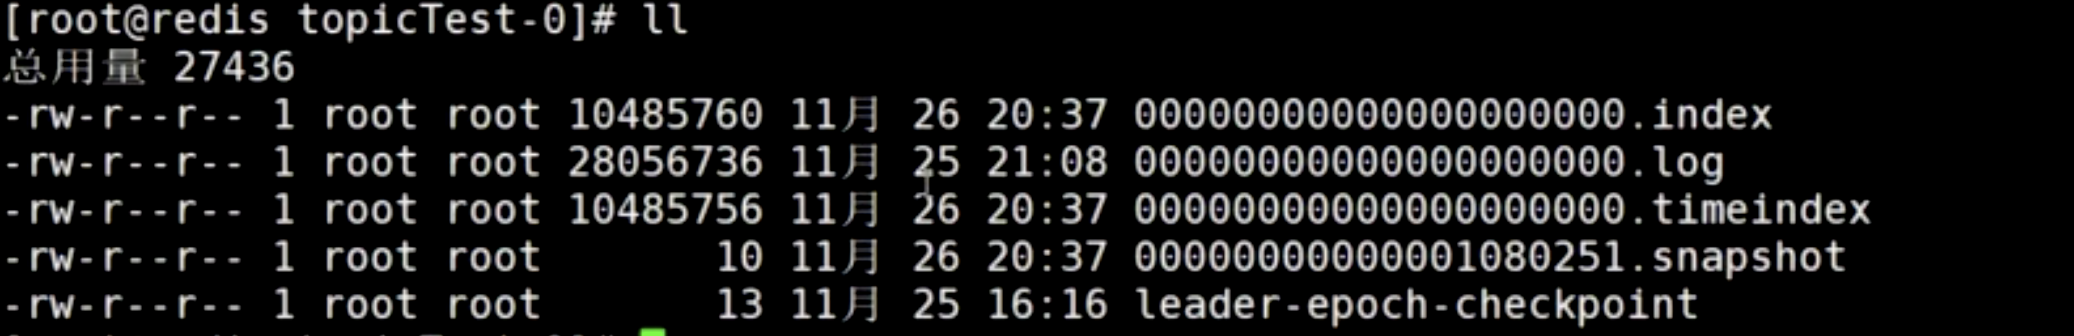 [root@redis topicTest-0]# ll
总用量 27436
-rw-r--r-- 1 root root 10485760 11月 26 20:37 00000000000000000000.index
-rw-r--r-- 1 root root 28056736 11月 25 21:08 00000000000000000000.log
-rw-r--r-- 1 root root 10485756 11月 26 20:37 00000000000000000000.timeindex
-rw-r--r-- 1 root root 10 11月 26 20:37 00000000000001080251.snapshot
-rw-r--r-- 1 root root 13 11月 25 16:16 leader-epoch-checkpoint